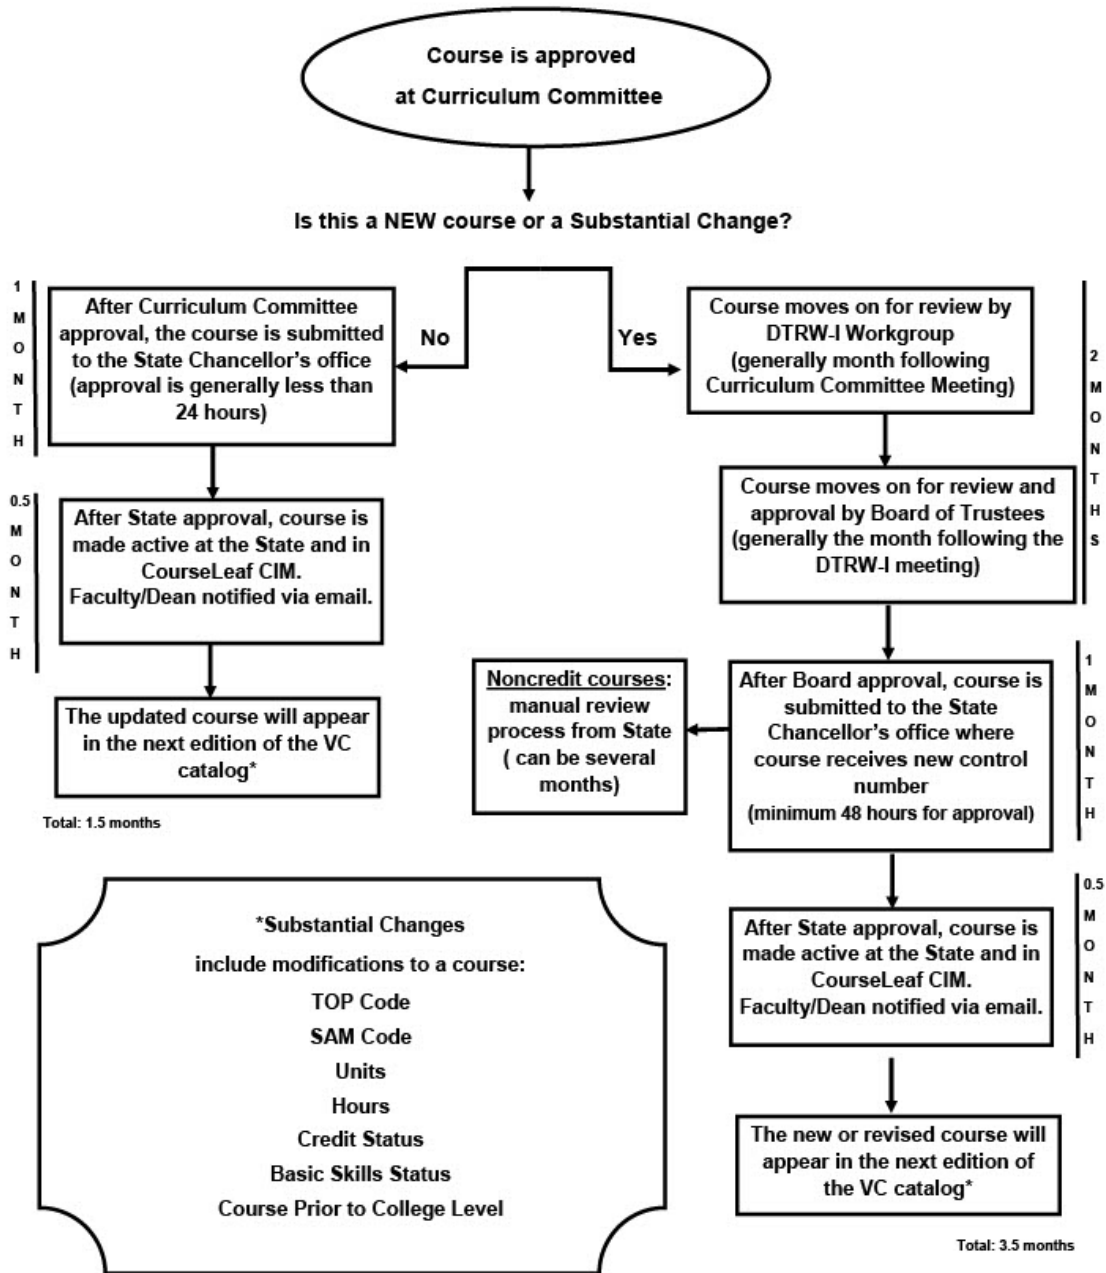 Course is approved
at Curriculum Committee
Is this a NEW course or a Substantial Change?
No
Yes
1
M
O
N
T
H
After Curriculum Committee
approval, the course is submitted
to the State Chancellor's office
(approval is generally less than
24 hours)
0.5
M
O
N
T
H
After State approval, course is
made active at the State and in
CourseLeaf CIM.
Faculty/Dean notified via email.
The updated course will appear
in the next edition of the VC
catalog*
Total: 1.5 months
Course moves on for review by
DTRW-I Workgroup
(generally month following
Curriculum Committee Meeting)
2
M
O
N
T
H
S
Course moves on for review and
approval by Board of Trustees
(generally the month following the
DTRW-I meeting)
Noncredit courses:
manual review
process from State
( can be several
months)
After Board approval, course is
submitted to the State
Chancellor's office where
course receives new control
number
(minimum 48 hours for approval)
1
M
O
N
T
H
After State approval, course is
made active at the State and in
CourseLeaf CIM.
Faculty/Dean notified via email.
0.5
M
O
N
T
H
The new or revised course will
appear in the next edition of
the VC catalog*
Total: 3.5 months
*Substantial Changes
include modifications to a course:
TOP Code
SAM Code
Units
Hours
Credit Status
Basic Skills Status
Course Prior to College Level